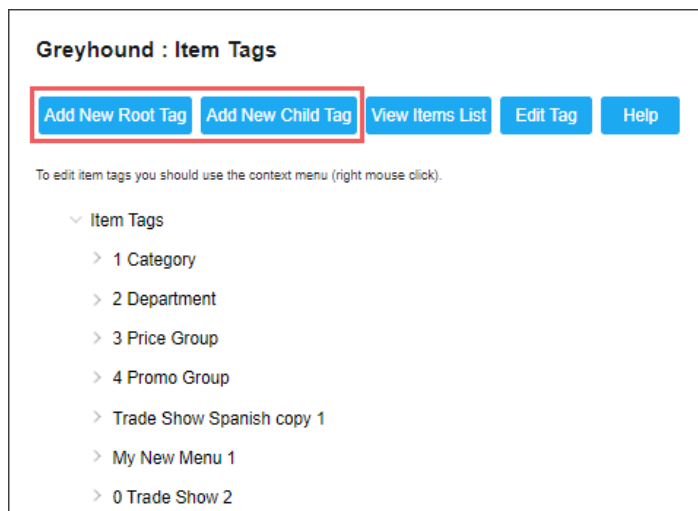 Greyhound : Item Tags
Add New Root Tag Add New Child Tag View Items List Edit Tag Help
To edit item tags you should use the context menu (right mouse click).
Item Tags
1 Category
2 Department
3 Price Group
4 Promo Group
Trade Show Spanish copy 1
My New Menu 1
0 Trade Show 2